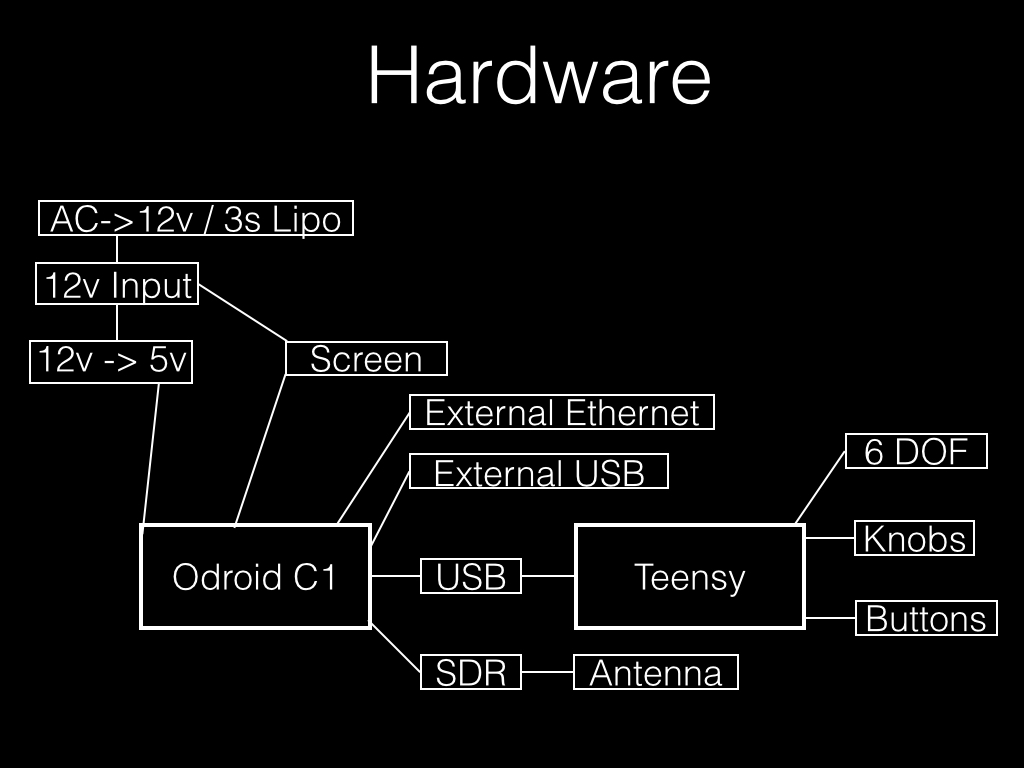 Hardware
AC->12v / 3s Lipo
12v Input
12v -> 5v
Screen
External Ethernet
6 DOF
External USB
Knobs
Odroid C1
USB
Teensy
Buttons
SDR
Antenna